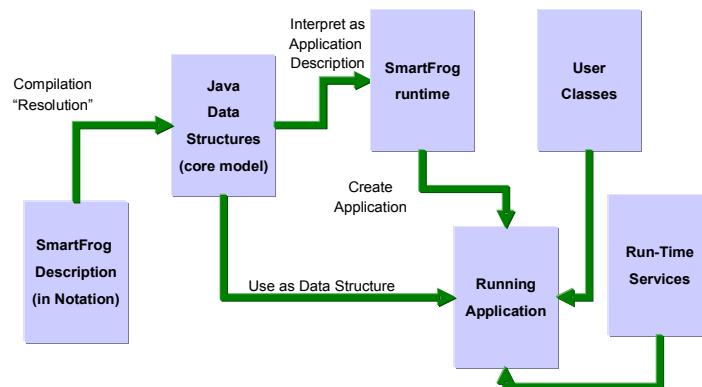 Interpret as
Application
Description
Compilation
“Resolution”
Java
Data
Structures
(core model)
SmartFrog
runtime
User
Classes
Create
Application
SmartFrog
Description
(in Notation)
Use as Data Structure
Running
Application
Run-Time
Services